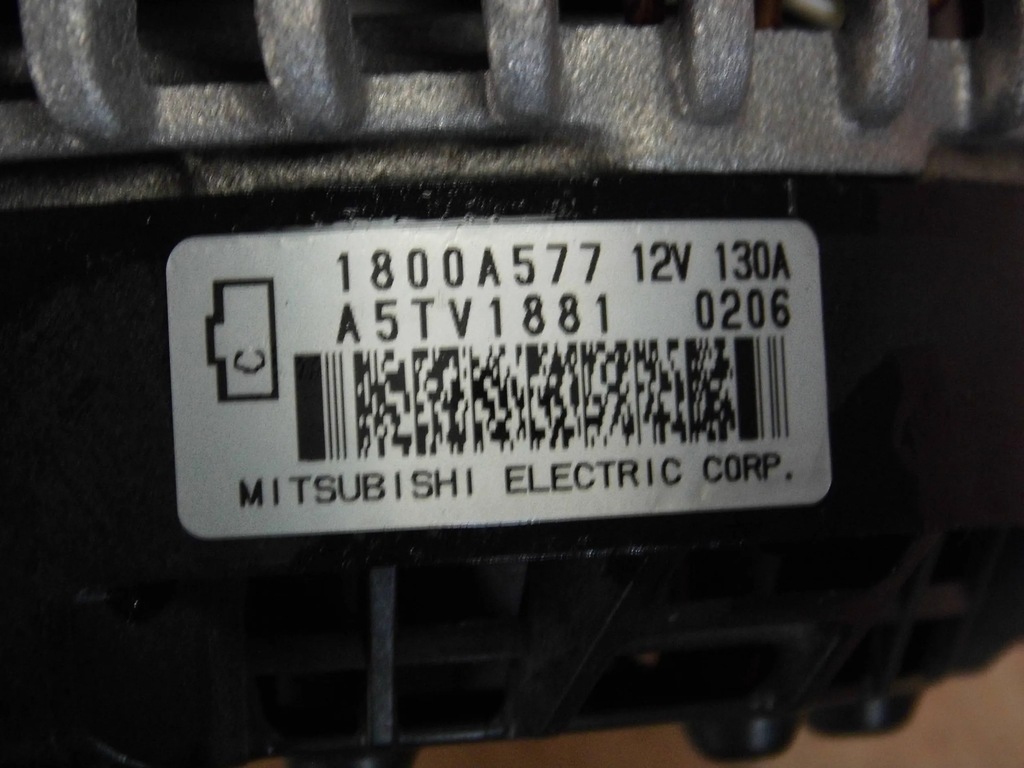 1800A577 12V 130A
A5TV1881 0206
C
MITSUBISHI ELECTRIC CORP.